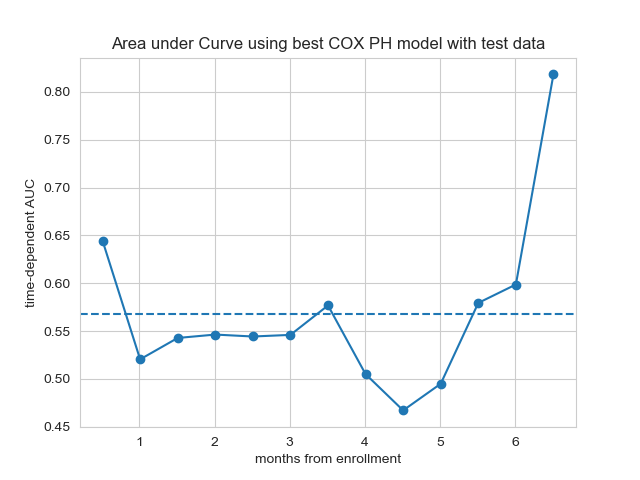 Area under Curve using best COX PH model with test data
time-dependent AUC
0.80
0.75
0.70
0.65
0.60
0.55
0.50
0.45
1 2 3 4 5 6
months from enrollment